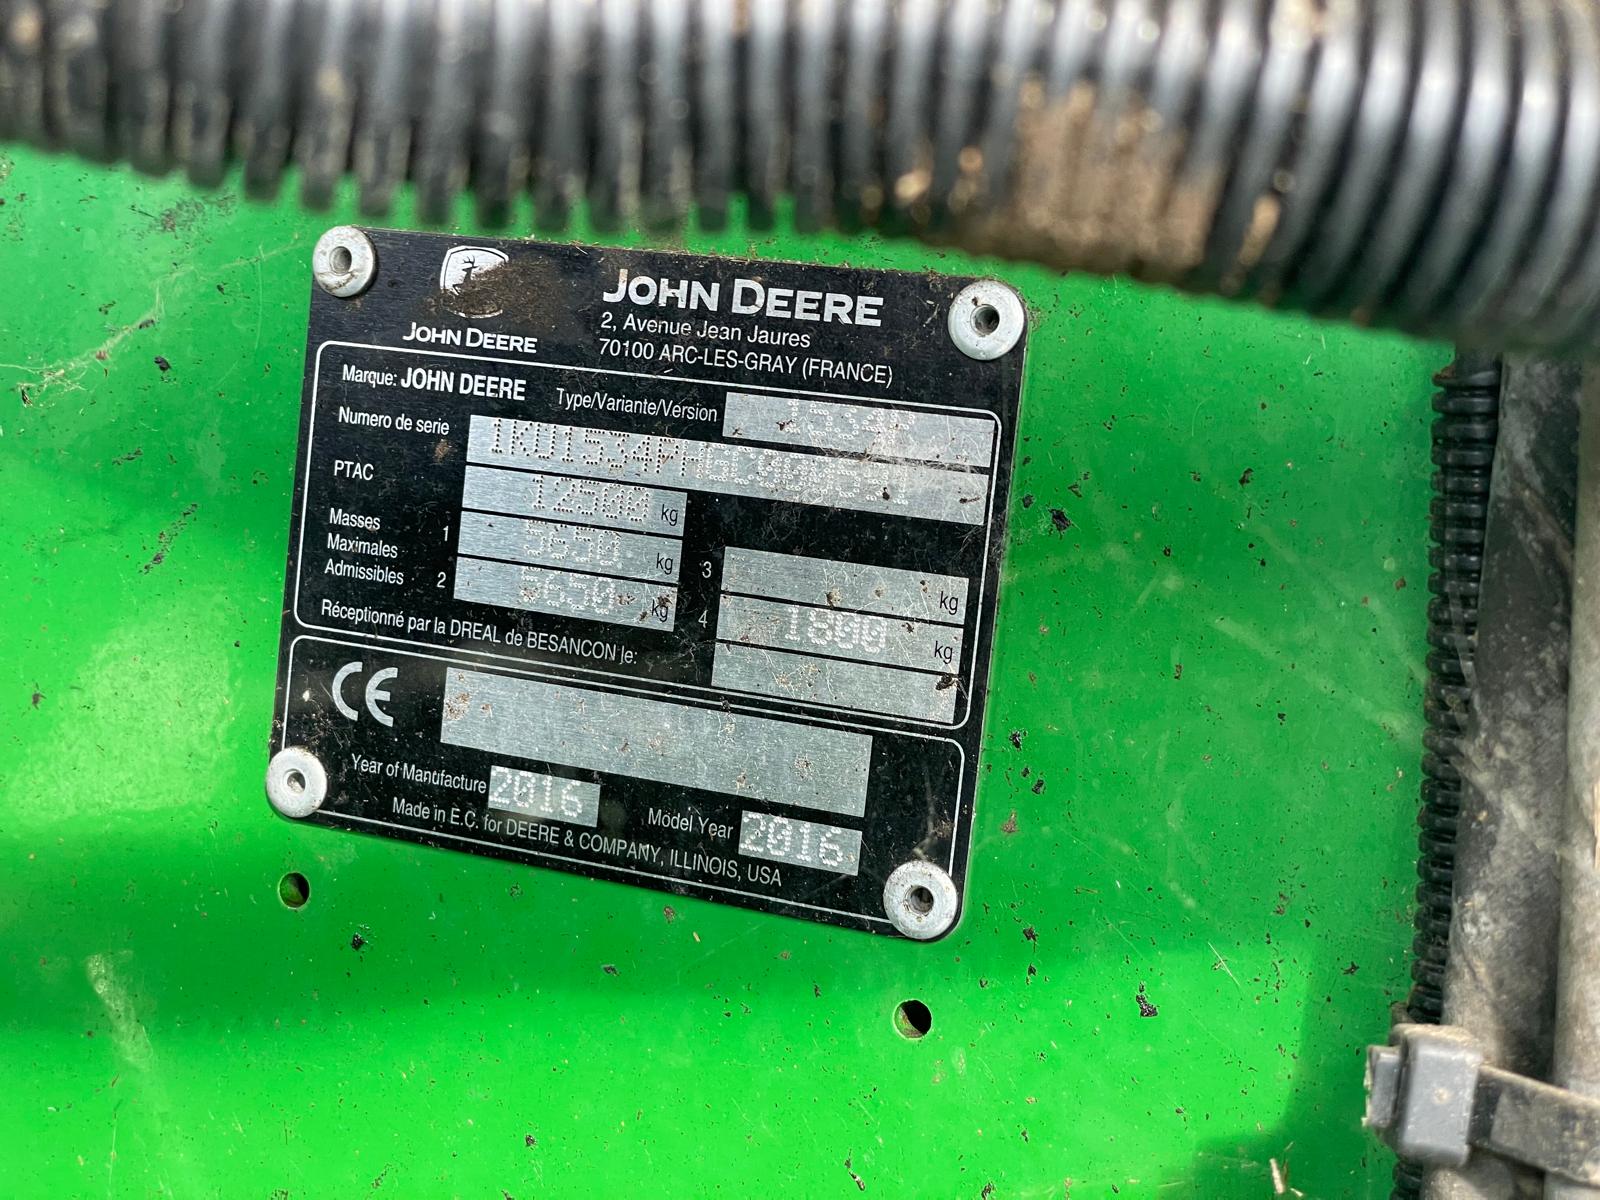 JOHN DEERE
JOHN DEERE
2, Avenue Jean Jaures
70100 ARC-LES-GRAY (FRANCE)
Marque: JOHN DEERE
Type/Variante/Version 1534P
Numero de serie
PTAC 12500 kg
Masses Maximales Admissibles
1 5650 kg
2 5650 kg
3 kg
4 1800 kg
Réceptionné par la DREAL de BESANCON le:
CE
Year of Manufacture 2016
Model Year 2016
Made in E.C. for DEERE & COMPANY, ILLINOIS, USA